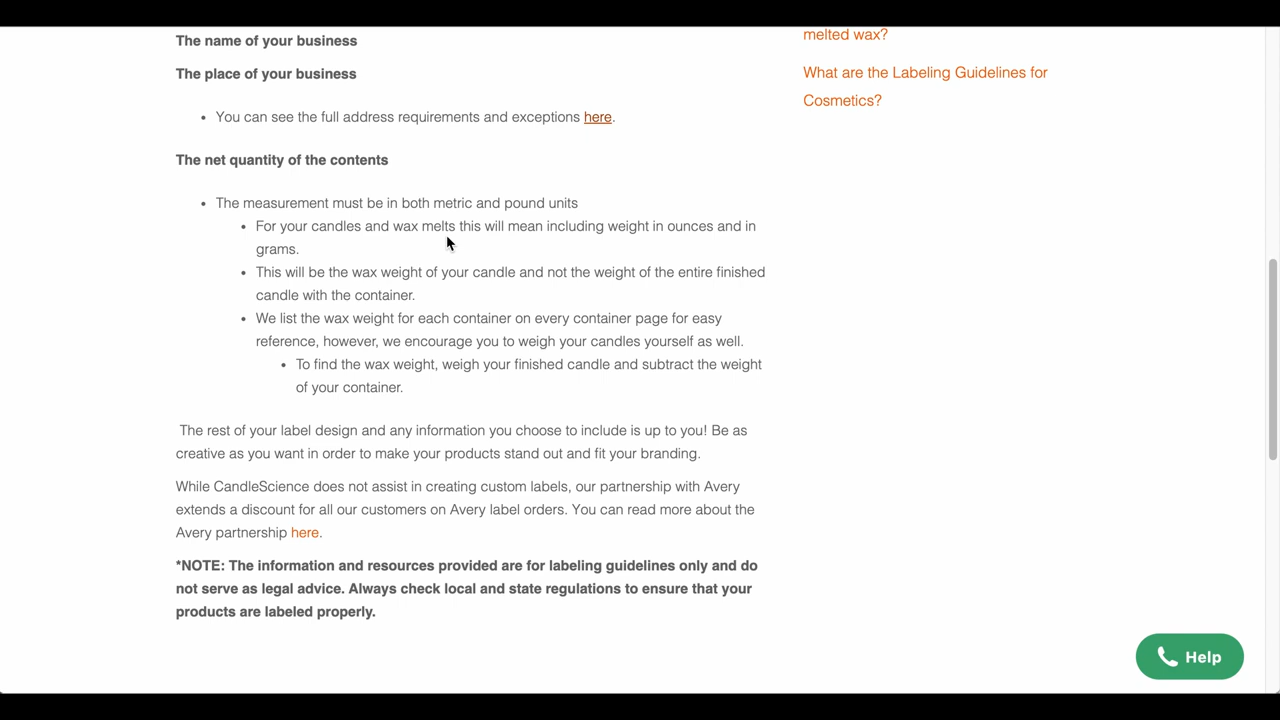 The name of your business
The place of your business
You can see the full address requirements and exceptions here.
The net quantity of the contents
The measurement must be in both metric and pound units
For your candles and wax melts this will mean including weight in ounces and in
grams.
This will be the wax weight of your candle and not the weight of the entire finished
candle with the container.
We list the wax weight for each container on every container page for easy
reference, however, we encourage you to weigh your candles yourself as well.
To find the wax weight, weigh your finished candle and subtract the weight
of your container.
The rest of your label design and any information you choose to include is up to you! Be as
creative as you want in order to make your products stand out and fit your branding.
While CandleScience does not assist in creating custom labels, our partnership with Avery
extends a discount for all our customers on Avery label orders. You can read more about the
Avery partnership here.
*NOTE: The information and resources provided are for labeling guidelines only and do
not serve as legal advice. Always check local and state regulations to ensure that your
products are labeled properly.
melted wax?
What are the Labeling Guidelines for
Cosmetics?
Help